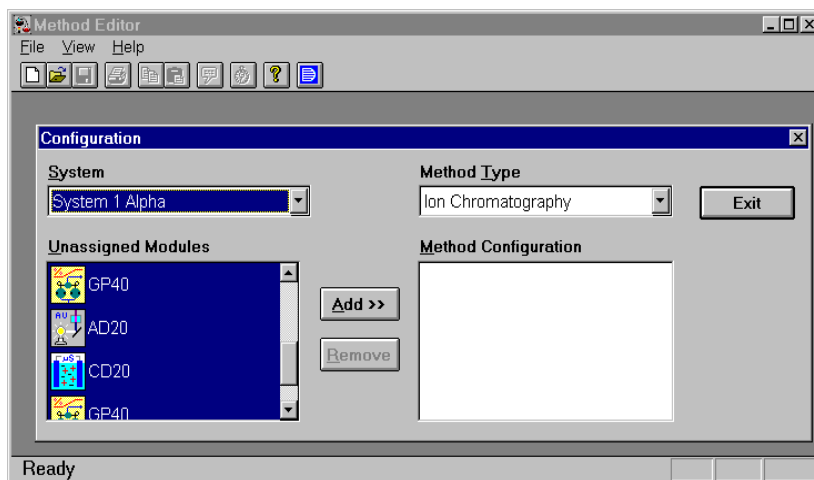 Method Editor
File View Help
Configuration
System
Method Type
System 1 Alpha
Ion Chromatography
Exit
Unassigned Modules
Method Configuration
GP40
AD20
CD20
GP40
Add >>
Remove
Ready